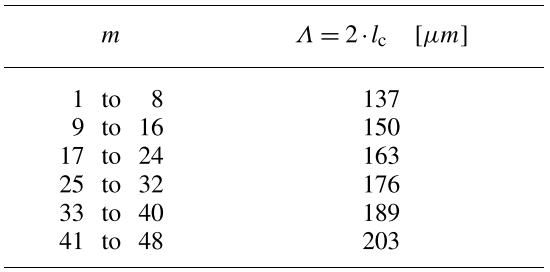 m Λ = 2 · lc [μm]
1 to 8 137
9 to 16 150
17 to 24 163
25 to 32 176
33 to 40 189
41 to 48 203